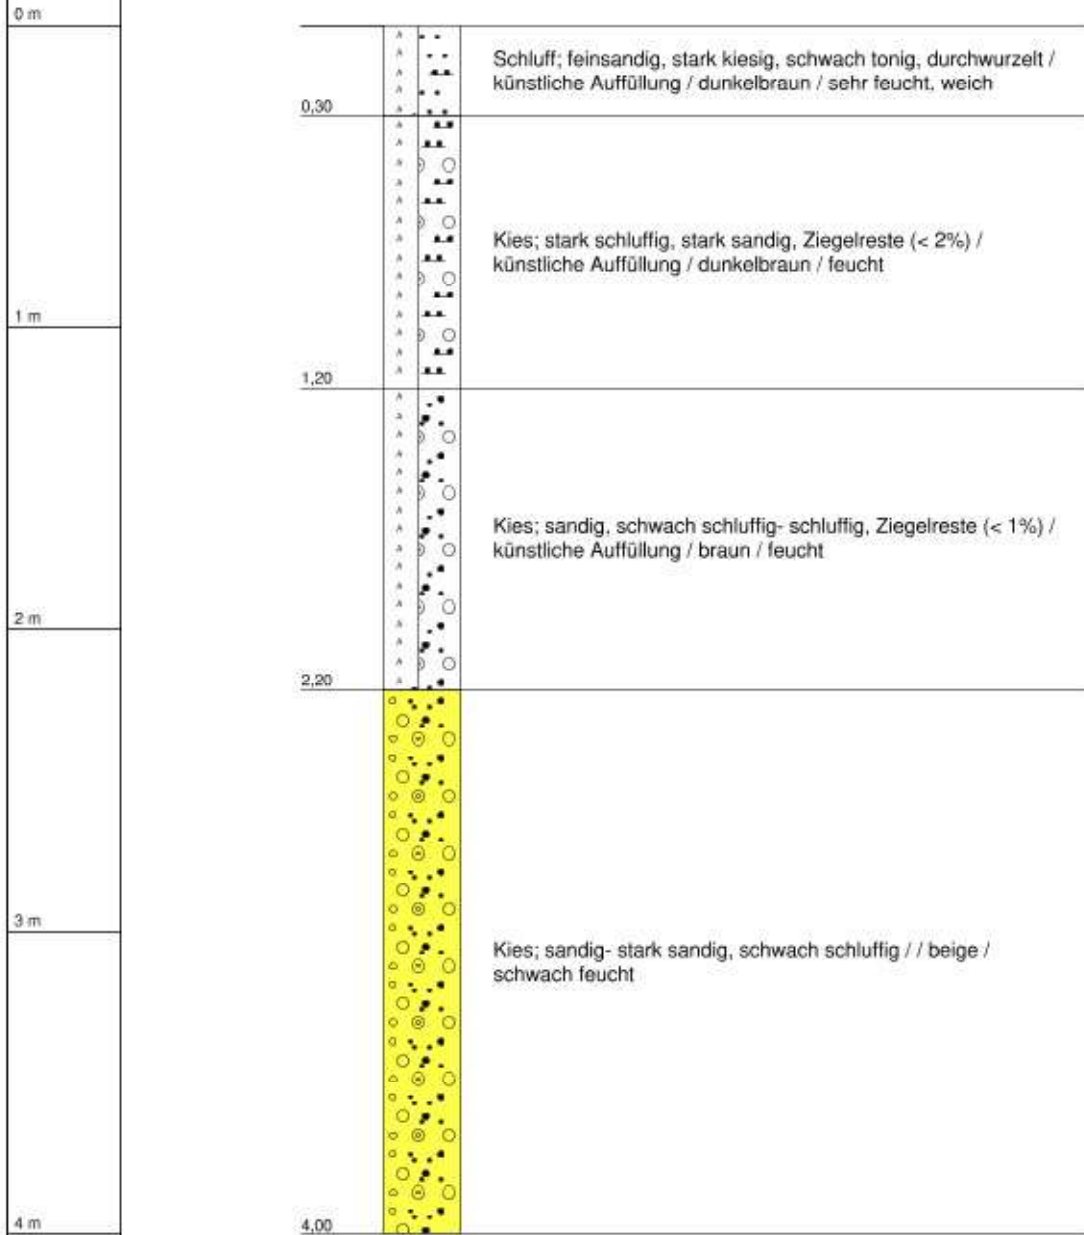 0 m
Schluff; feinsandig, stark kiesig, schwach tonig, durchwurzelt /
künstliche Auffüllung / dunkelbraun / sehr feucht, weich
0,30
Kies; stark schluffig, stark sandig, Ziegelreste (< 2%) /
künstliche Auffüllung / dunkelbraun / feucht
1 m
1,20
Kies; sandig, schwach schluffig- schluffig, Ziegelreste (< 1%) /
künstliche Auffüllung / braun / feucht
2 m
2,20
3 m
Kies; sandig- stark sandig, schwach schluffig / / beige /
schwach feucht
4 m
4,00